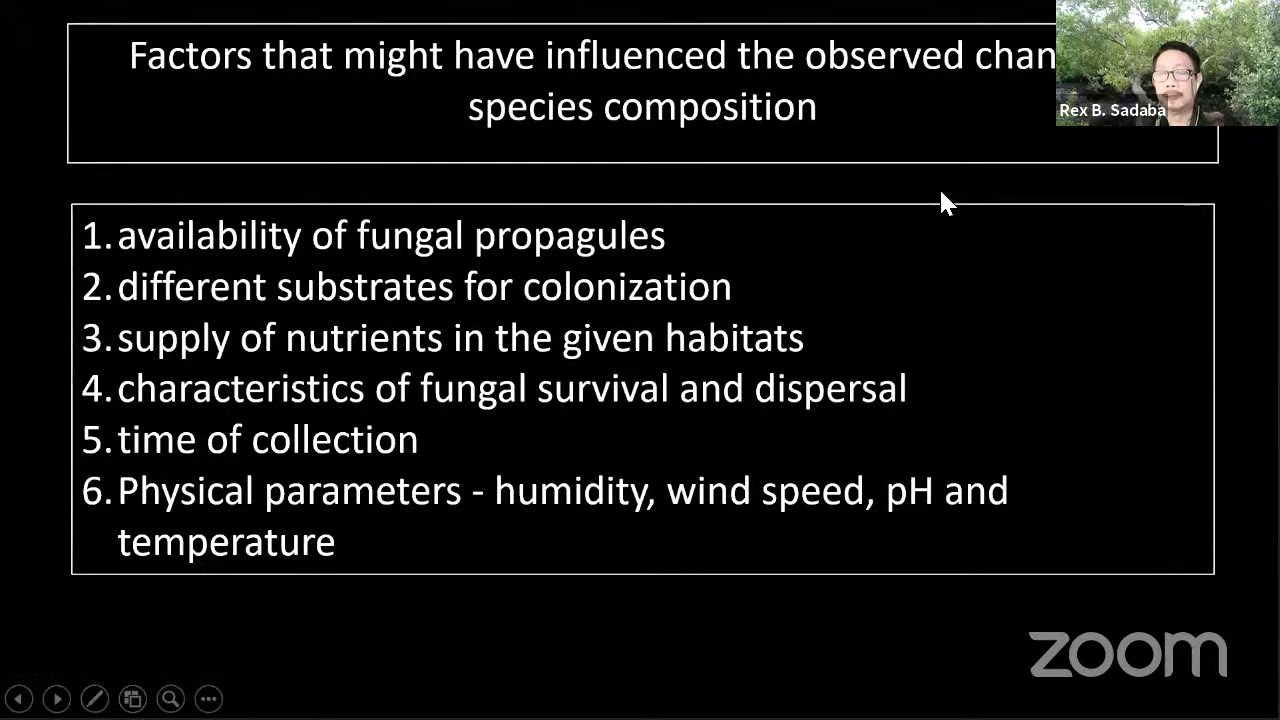 Factors that might have influenced the observed chan
species composition
Rex B. Sadaba
1. availability of fungal propagules
2. different substrates for colonization
3. supply of nutrients in the given habitats
4. characteristics of fungal survival and dispersal
5. time of collection
6. Physical parameters - humidity, wind speed, pH and
temperature
zoom